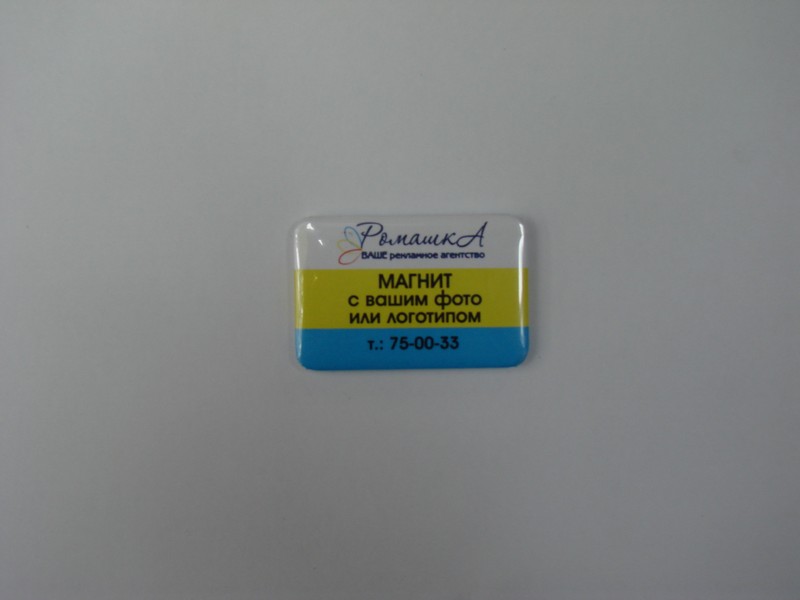 РомашкА
ВАШЕ рекламное агентство
МАГНИТ
с вашим фото
или логотипом
т.: 75-00-33